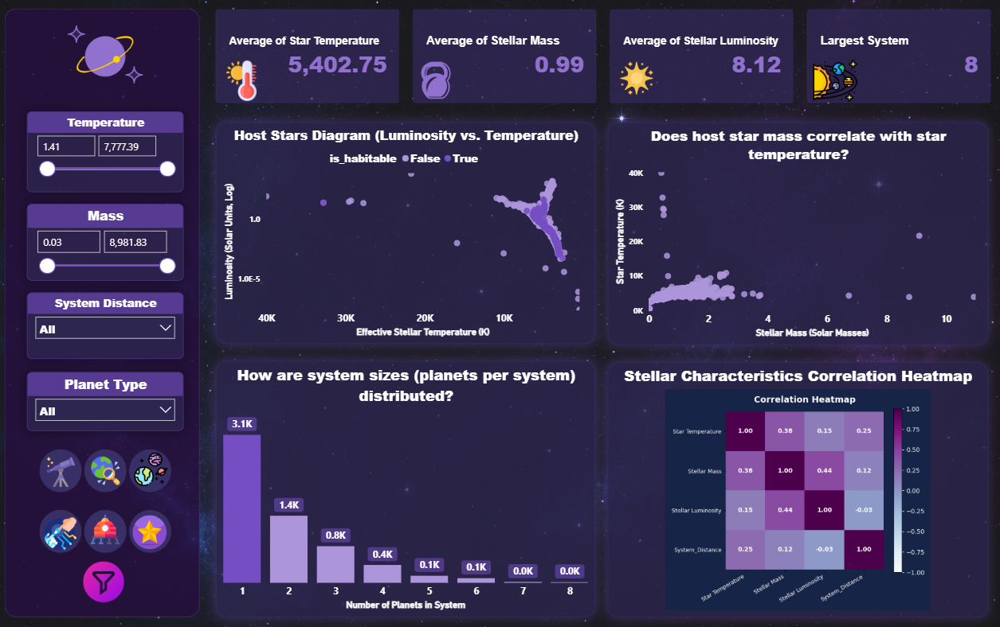 Temperature
1.41
7,777.39
Mass
0.03
8,981.83
System Distance
All
Planet Type
All
Average of Star Temperature
5,402.75
Average of Stellar Mass
0.99
Average of Stellar Luminosity
8.12
Largest System
8
Host Stars Diagram (Luminosity vs. Temperature)
is_habitable False True
Luminosity (Solar Units, Log)
1.0
1.0E-5
40K 30K 20K 10K
Effective Stellar Temperature (K)
Does host star mass correlate with star
temperature?
Star Temperature (K)
40K
30K
20K
10K
0K
0 2 4 6 8 10
Stellar Mass (Solar Masses)
How are system sizes (planets per system)
distributed?
3.1K
1.4K
0.8K
0.4K
0.1K
0.1K
0.0K
0.0K
1 2 3 4 5 6 7 8
Number of Planets in System
Stellar Characteristics Correlation Heatmap
Correlation Heatmap
Star Temperature 1.00 0.38 0.15 0.25
Stellar Mass 0.38 1.00 0.44 0.12
Stellar Luminosity 0.15 0.44 1.00 -0.03
System_Distance 0.25 0.12 -0.03 1.00
Star Temperature Stellar Mass Stellar Luminosity System_Distance
1.00
0.75
0.50
0.25
0.00
−0.25
−0.50
−0.75
−1.00